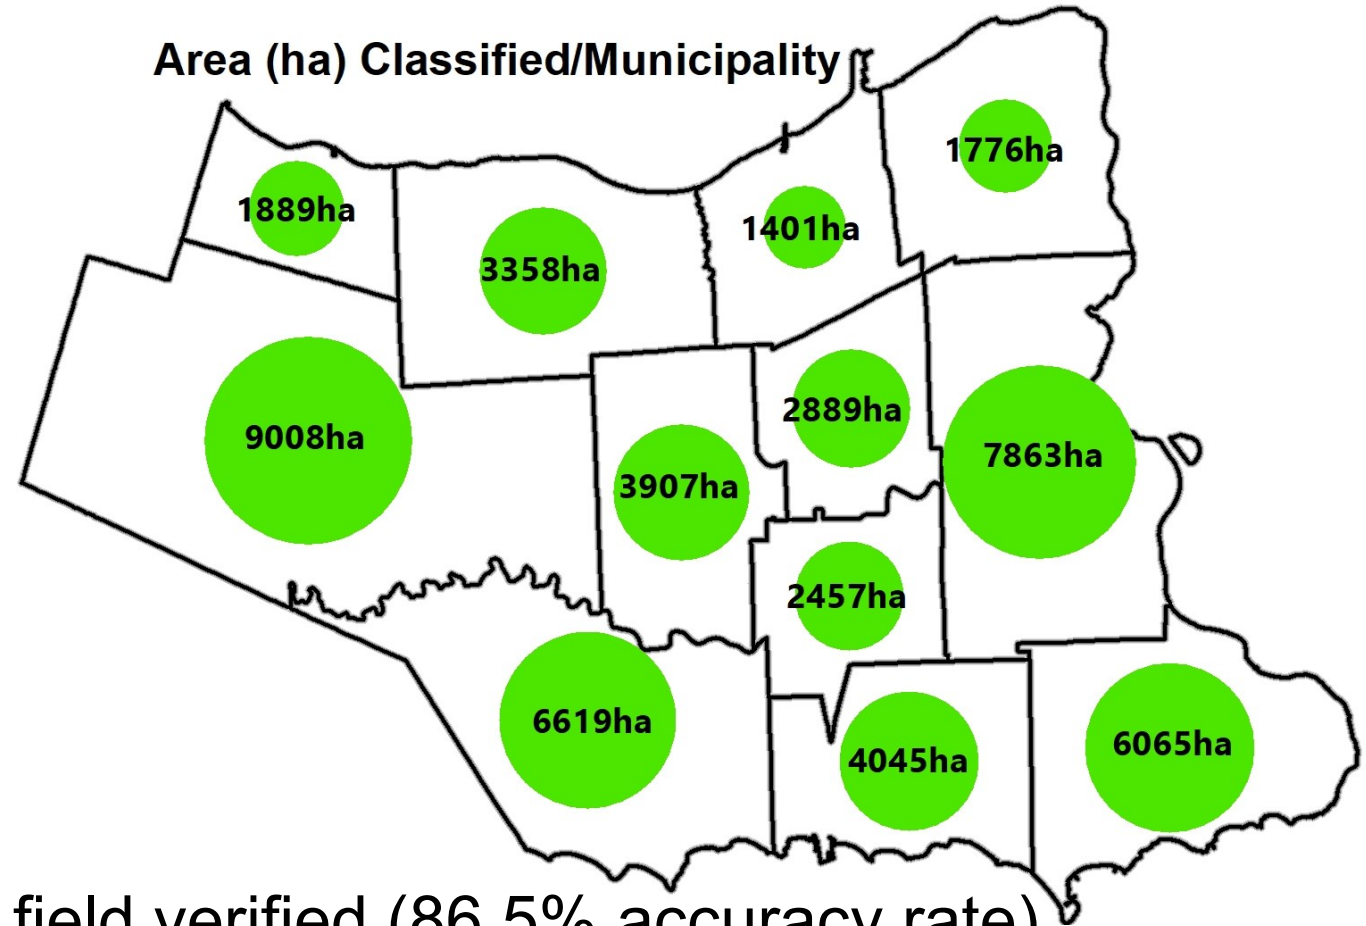 Area (ha) Classified/Municipality
1776ha
1889ha
1401ha
3358ha
2889ha
9008ha
7863ha
3907ha
2457ha
6619ha
6065ha
4045ha
field verified (86.5% accuracy rate)